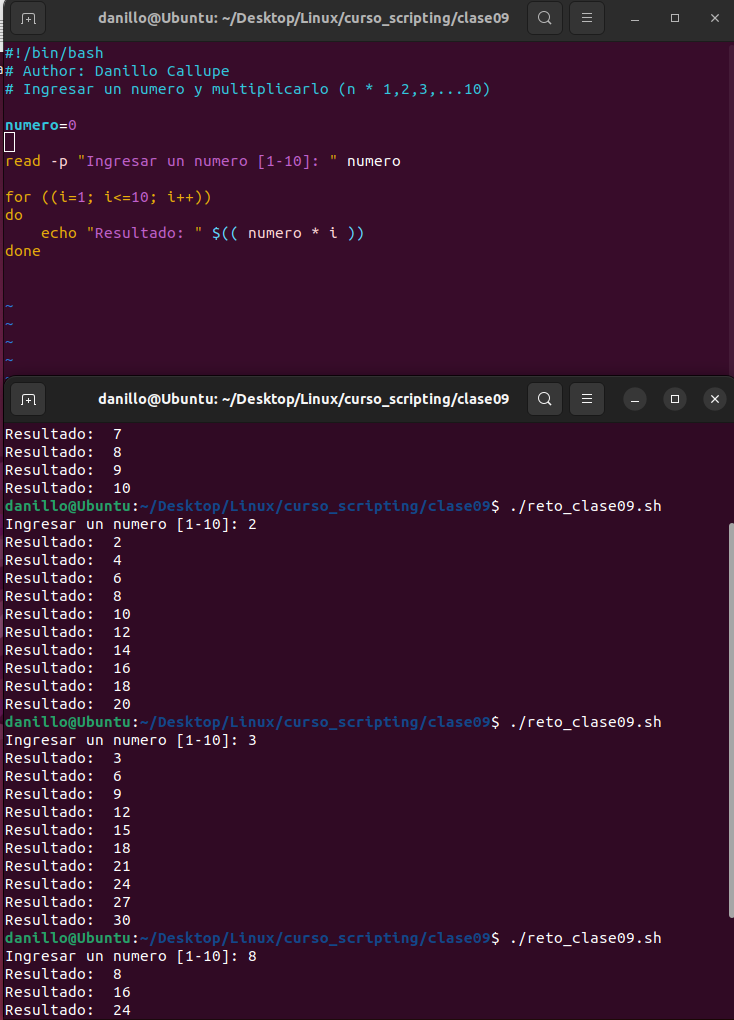 danillo@Ubuntu: ~/Desktop/Linux/curso_scripting/clase09
#!/bin/bash
# Author: Danillo Callupe
# Ingresar un numero y multiplicarlo (n * 1,2,3,...10)
numero=0
read -p "Ingresar un numero [1-10]: " numero
for ((i=1; i<=10; i++))
do
    echo "Resultado: " $(( numero * i ))
done
~
~
~
~
danillo@Ubuntu: ~/Desktop/Linux/curso_scripting/clase09
Resultado:  7
Resultado:  8
Resultado:  9
Resultado:  10
danillo@Ubuntu:~/Desktop/Linux/curso_scripting/clase09$ ./reto_clase09.sh
Ingresar un numero [1-10]: 2
Resultado:  2
Resultado:  4
Resultado:  6
Resultado:  8
Resultado:  10
Resultado:  12
Resultado:  14
Resultado:  16
Resultado:  18
Resultado:  20
danillo@Ubuntu:~/Desktop/Linux/curso_scripting/clase09$ ./reto_clase09.sh
Ingresar un numero [1-10]: 3
Resultado:  3
Resultado:  6
Resultado:  9
Resultado:  12
Resultado:  15
Resultado:  18
Resultado:  21
Resultado:  24
Resultado:  27
Resultado:  30
danillo@Ubuntu:~/Desktop/Linux/curso_scripting/clase09$ ./reto_clase09.sh
Ingresar un numero [1-10]: 8
Resultado:  8
Resultado:  16
Resultado:  24